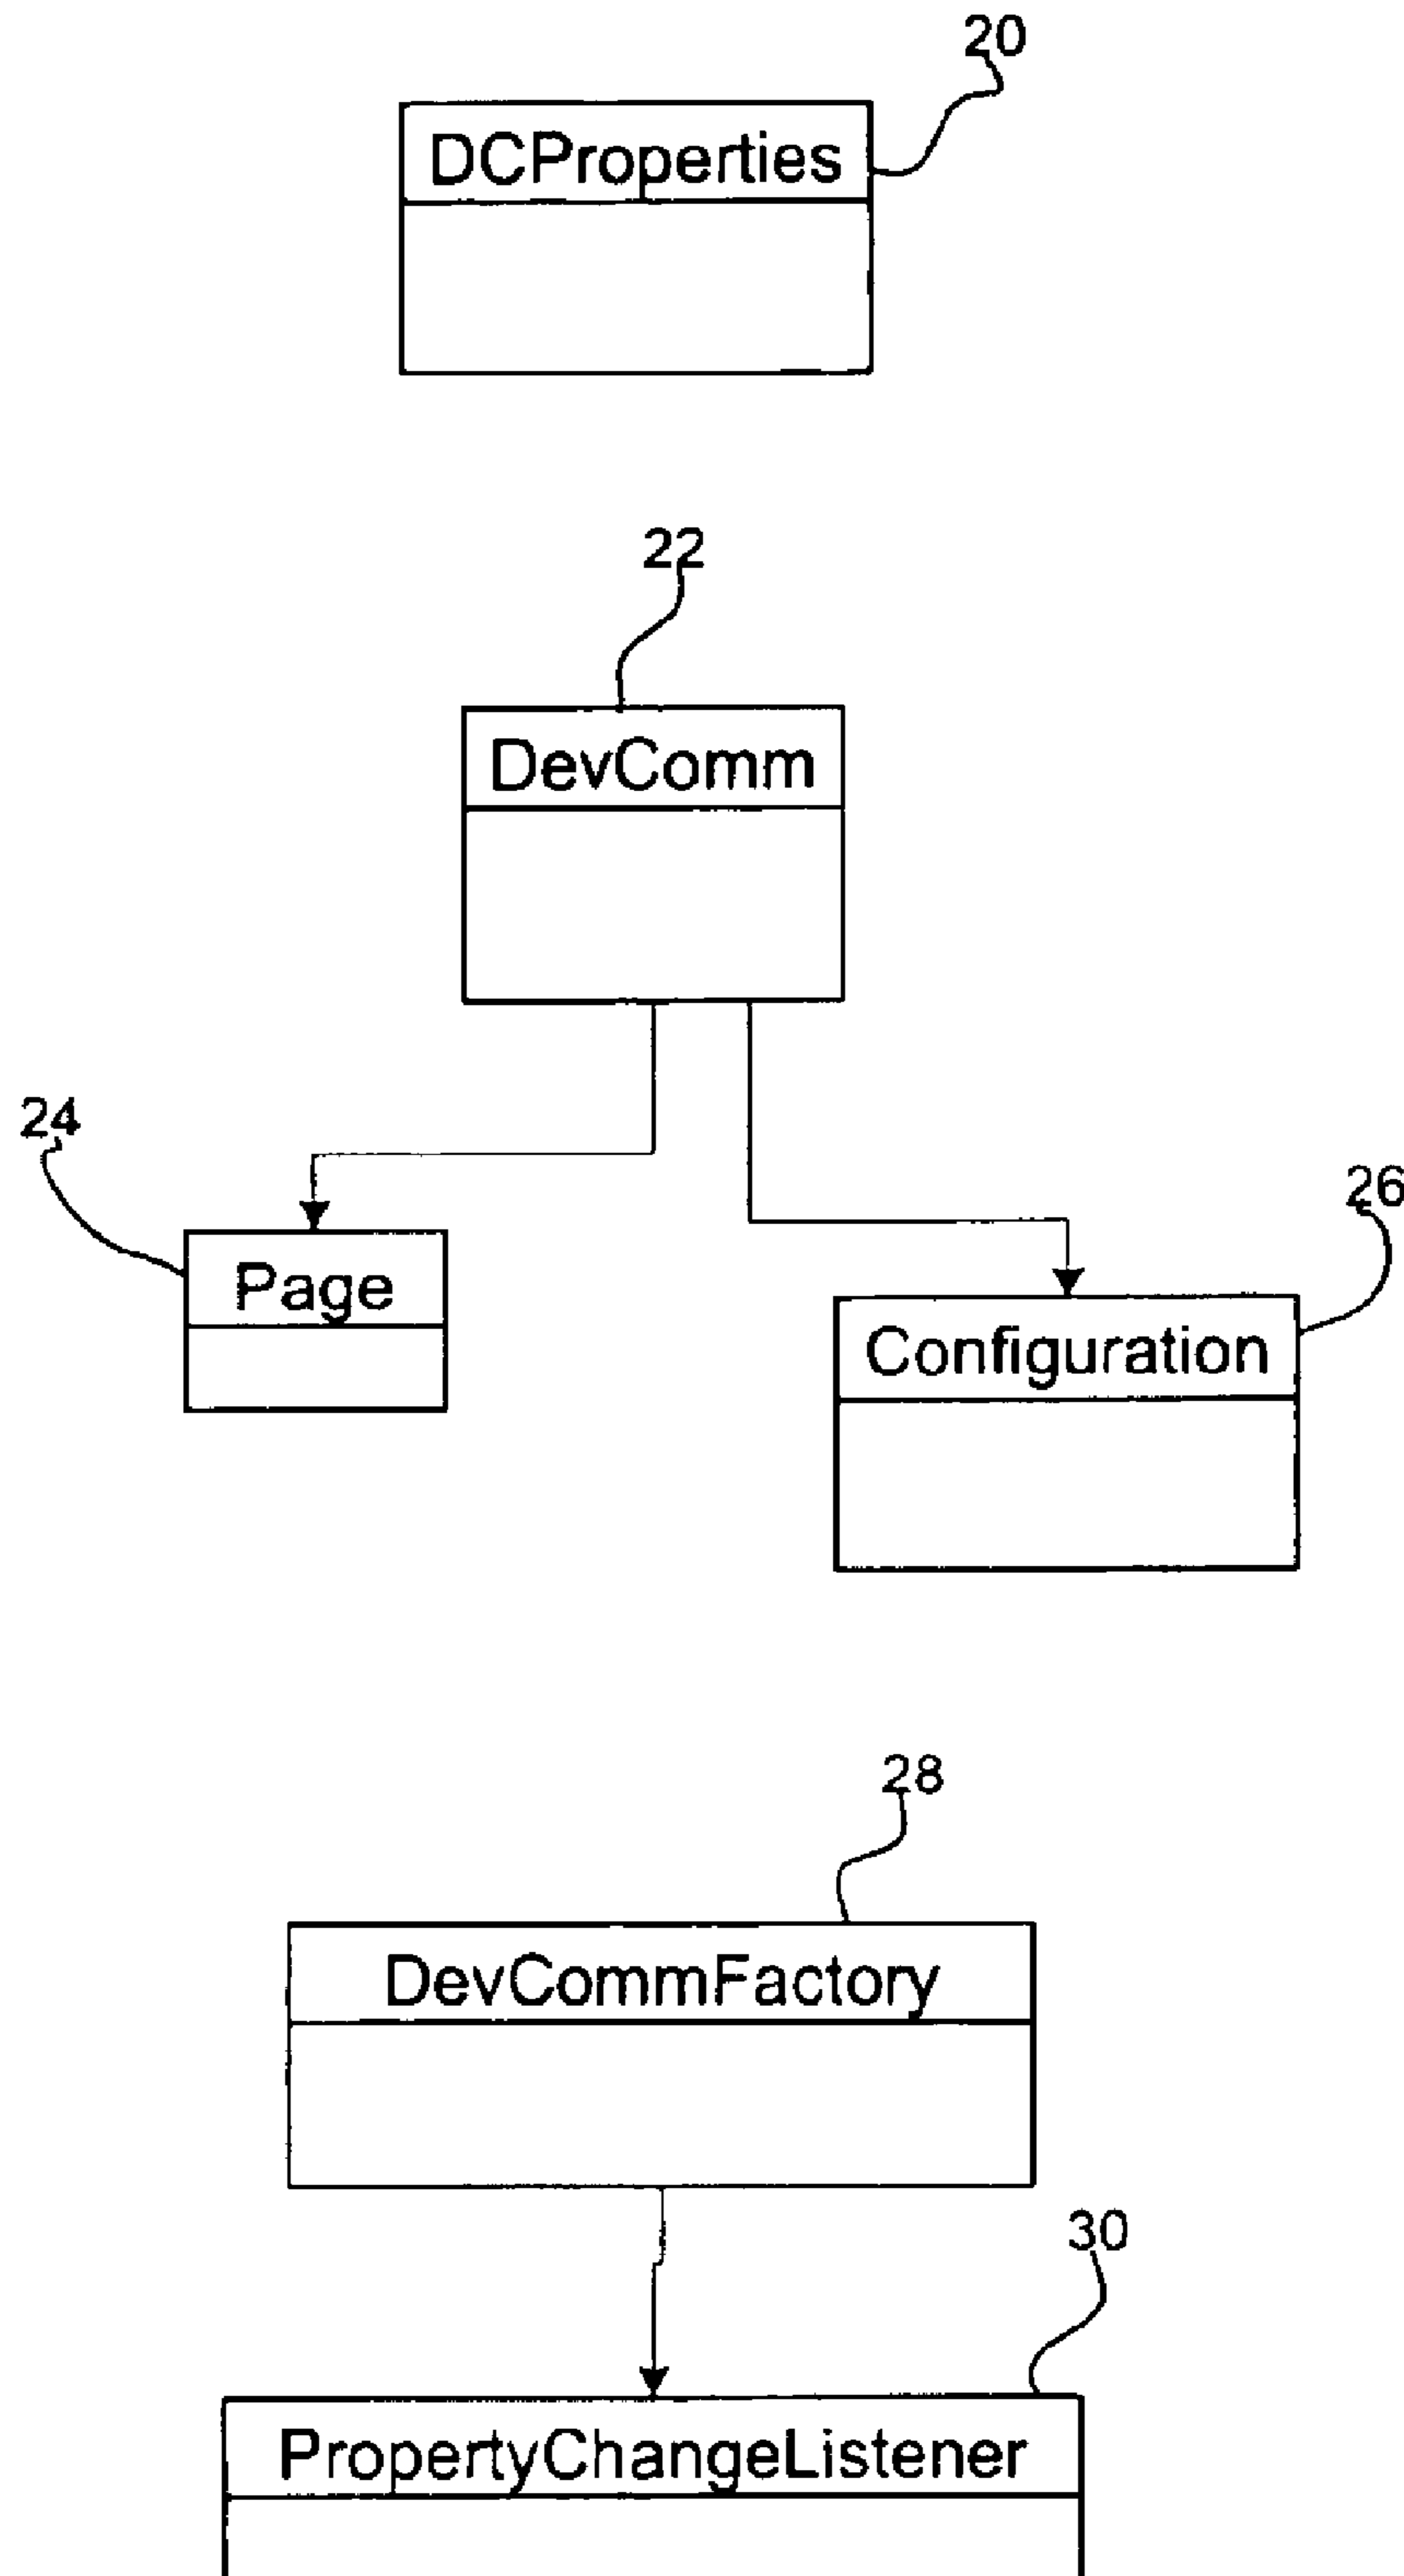 20
DCProperties
22
DevComm
24
Page
26
Configuration
28
DevCommFactory
30
PropertyChangeListener